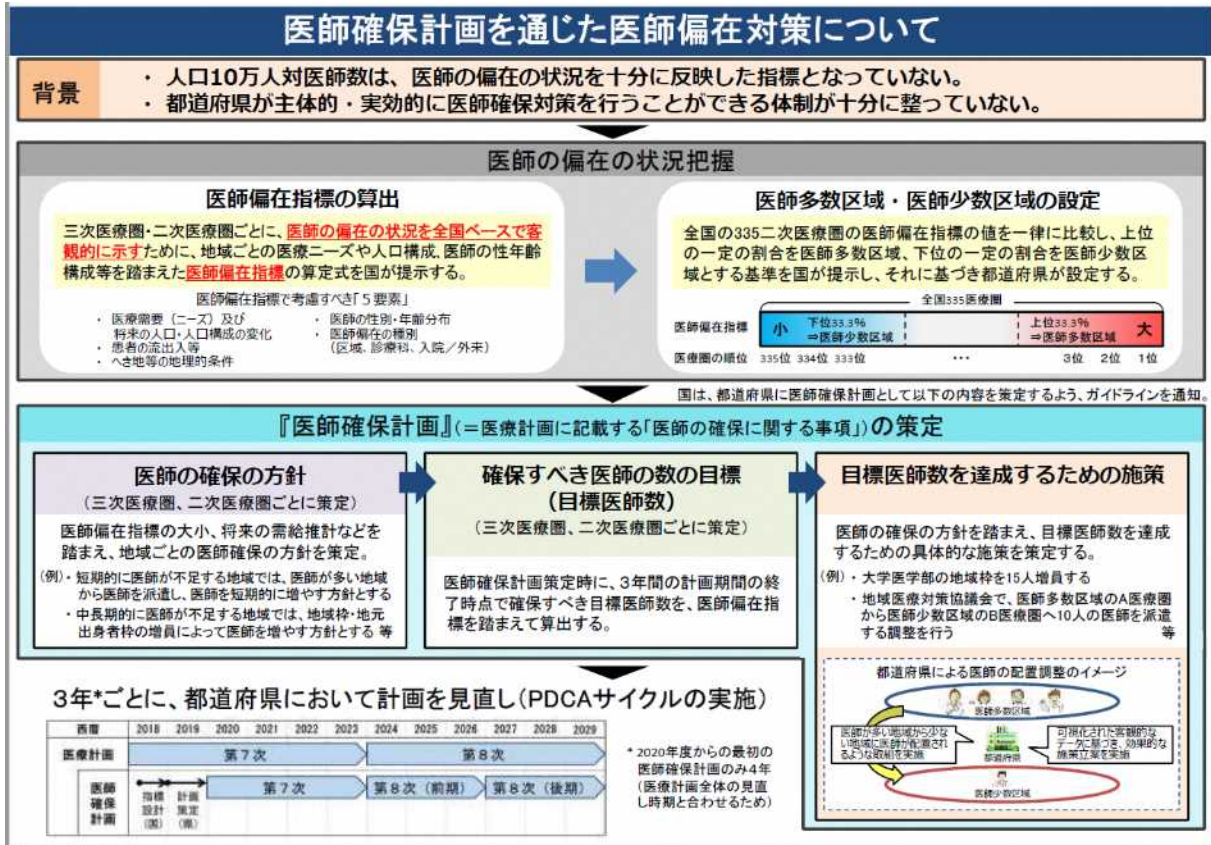 医師確保計画を通じた医師偏在対策について
背景
・ 人口10万人対医師数は、医師の偏在の状況を十分に反映した指標となっていない。
・ 都道府県が主体的・実効的に医師確保対策を行うことができる体制が十分に整っていない。
医師の偏在の状況把握
医師偏在指標の算出
三次医療圏・二次医療圏ごとに、医師の偏在の状況を全国ベースで客
観的に示すために、地域ごとの医療ニーズや人口構成、医師の性年齢
構成等を踏まえた医師偏在指標の算定式を国が提示する。
医師偏在指標で考慮すべき「５要素」
・ 医療需要（ニーズ）及び
将来の人口・人口構成の変化
・ 患者の流出入等
・ へき地等の地理的条件
・ 医師の性別・年齢分布
・ 医師偏在の種別
（区域、診療科、入院／外来）
医師多数区域・医師少数区域の設定
全国の335二次医療圏の医師偏在指標の値を一律に比較し、上位
の一定の割合を医師多数区域、下位の一定の割合を医師少数区
域とする基準を国が提示し、それに基づき都道府県が設定する。
全国335医療圏
医師偏在指標
小
下位33.3%
⇒医師少数区域
上位33.3%
⇒医師多数区域
大
医療圏の順位 335位 334位 333位 … 3位 2位 1位
国は、都道府県に医師確保計画として以下の内容を策定するよう、ガイドラインを通知。
『医師確保計画』(＝医療計画に記載する「医師の確保に関する事項」)の策定
医師の確保の方針
(三次医療圏、二次医療圏ごとに策定)
医師偏在指標の大小、将来の需給推計などを
踏まえ、地域ごとの医師確保の方針を策定。
(例)・ 短期的に医師が不足する地域では、医師が多い地域
から医師を派遣し、医師を短期的に増やす方針とする
・ 中長期的に医師が不足する地域では、地域枠・地元
出身者枠の増員によって医師を増やす方針とする 等
確保すべき医師の数の目標
(目標医師数)
(三次医療圏、二次医療圏ごとに策定)
医師確保計画策定時に、３年間の計画期間の終
了時点で確保すべき目標医師数を、医師偏在指
標を踏まえて算出する。
目標医師数を達成するための施策
医師の確保の方針を踏まえ、目標医師数を達成
するための具体的な施策を策定する。
(例)・ 大学医学部の地域枠を15人増員する
・ 地域医療対策協議会で、医師多数区域のA医療圏
から医師少数区域のB医療圏へ10人の医師を派遣
する調整を行う 等
都道府県による医師の配置調整のイメージ
医師多数区域
医師が多い地域から少な
い地域に医師が配置され
るような取組を実施
都道府県
可視化された客観的な
データに基づき、効果的な
施策立案を実施
医師少数区域
３年*ごとに、都道府県において計画を見直し(PDCAサイクルの実施)
西暦 2018 2019 2020 2021 2022 2023 2024 2025 2026 2027 2028 2029
医療計画 第７次 第８次
医師
確保
計画
指標
設計
(国)
計画
策定
(県)
第７次 第８次（前期） 第８次（後期）
* 2020年度からの最初の
医師確保計画のみ４年
（医療計画全体の見直
し時期と合わせるため）